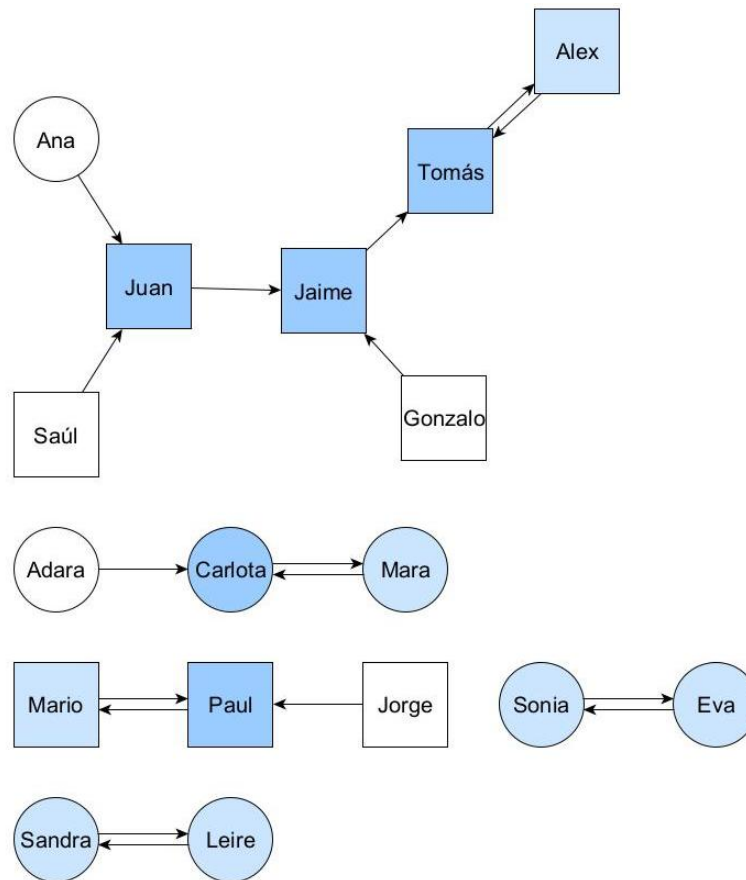 Alex
Ana
Tomás
Juan
Jaime
Saúl
Gonzalo
Adara
Carlota
Mara
Mario
Paul
Jorge
Sonia
Eva
Sandra
Leire